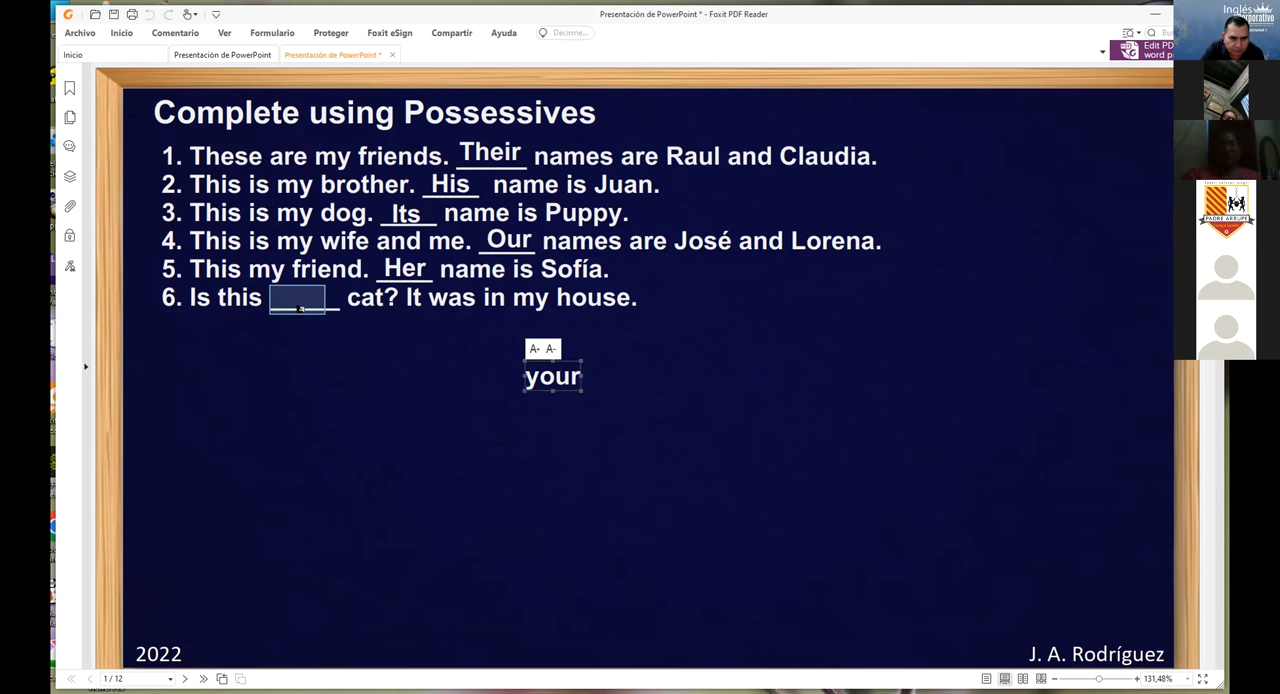 Presentación de PowerPoint * - Foxit PDF Reader
Archivo Inicio Comentario Ver Formulario Proteger Foxit eSign Compartir Ayuda Decirme...
Inicio Presentación de PowerPoint Presentación de PowerPoint *
Edit PD
word p
Inglés
Corporativo
PADRE ARRUPE
Complete using Possessives
1. These are my friends. Their names are Raul and Claudia.
2. This is my brother. His name is Juan.
3. This is my dog. Its name is Puppy.
4. This is my wife and me. Our names are José and Lorena.
5. This my friend. Her name is Sofía.
6. Is this ____ cat? It was in my house.
A+ A-
your
2022
J. A. Rodríguez
1 / 12
131,48%